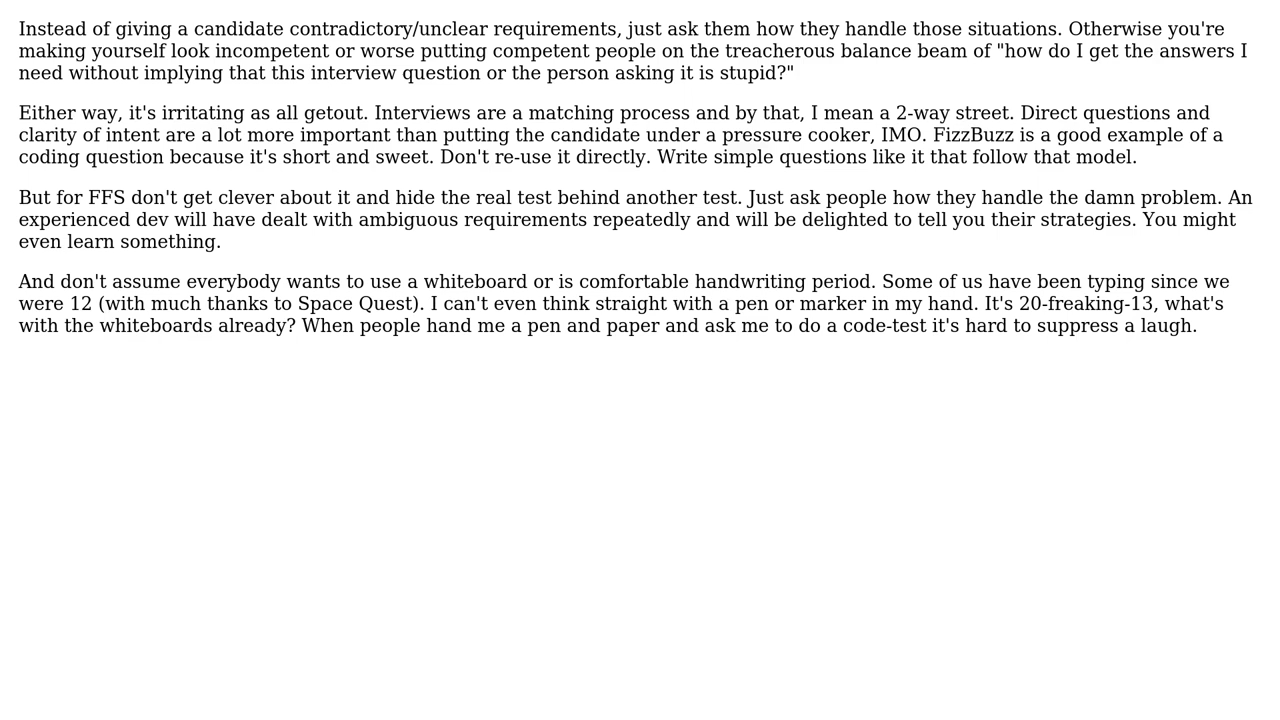 Instead of giving a candidate contradictory/unclear requirements, just ask them how they handle those situations. Otherwise you're
making yourself look incompetent or worse putting competent people on the treacherous balance beam of "how do I get the answers I
need without implying that this interview question or the person asking it is stupid?"
Either way, it's irritating as all getout. Interviews are a matching process and by that, I mean a 2-way street. Direct questions and
clarity of intent are a lot more important than putting the candidate under a pressure cooker, IMO. FizzBuzz is a good example of a
coding question because it's short and sweet. Don't re-use it directly. Write simple questions like it that follow that model.
But for FFS don't get clever about it and hide the real test behind another test. Just ask people how they handle the damn problem. An
experienced dev will have dealt with ambiguous requirements repeatedly and will be delighted to tell you their strategies. You might
even learn something.
And don't assume everybody wants to use a whiteboard or is comfortable handwriting period. Some of us have been typing since we
were 12 (with much thanks to Space Quest). I can't even think straight with a pen or marker in my hand. It's 20-freaking-13, what's
with the whiteboards already? When people hand me a pen and paper and ask me to do a code-test it's hard to suppress a laugh.